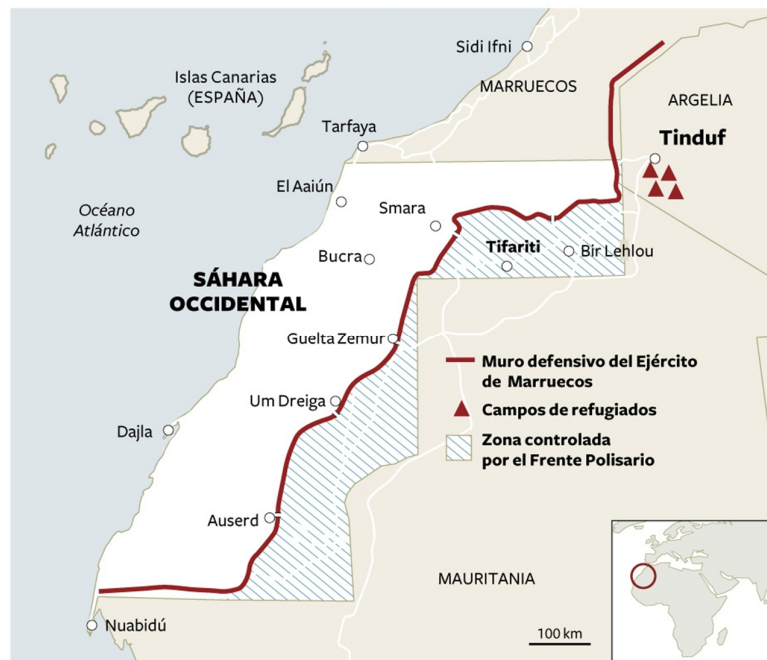 Sidi Ifni
Islas Canarias
(ESPAÑA)
MARRUECOS
ARGELIA
Tarfaya
Tinduf
El Aaiún
Océano
Atlántico
Smara
Bucra
Tifariti
Bir Lehlou
SÁHARA
OCCIDENTAL
Guelta Zemur
Muro defensivo del Ejército
de Marruecos
Um Dreiga
Campos de refugiados
Dajla
Zona controlada
por el Frente Polisario
Auserd
MAURITANIA
Nuabidú
100 km